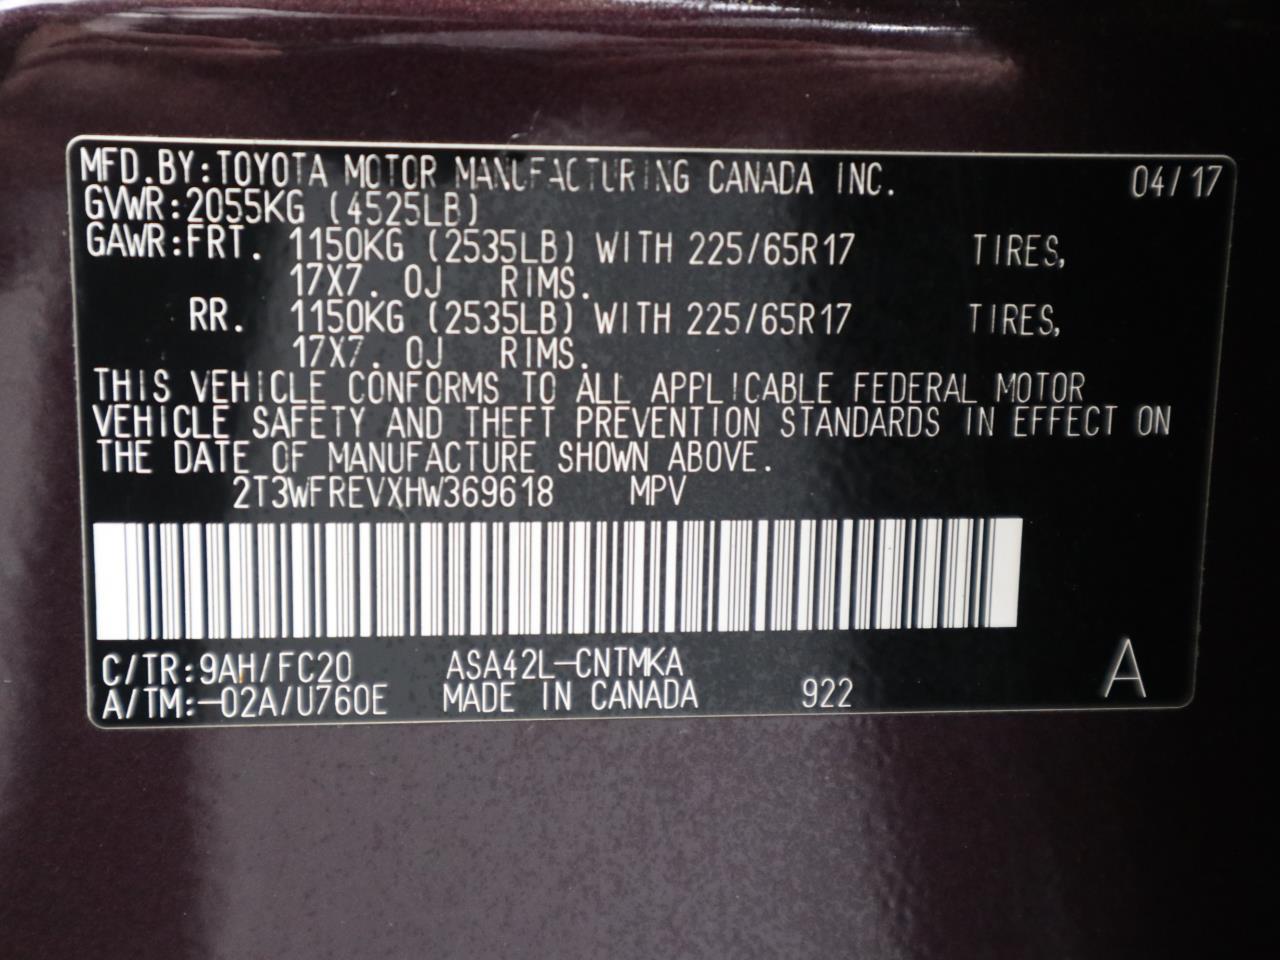 MFD.BY:TOYOTA MOTOR MANUFACTURING CANADA INC. 04/17
GVWR:2055KG (4525LB)
GAWR:FRT. 1150KG (2535LB) WITH 225/65R17 TIRES,
17X7. 0J RIMS.
RR. 1150KG (2535LB) WITH 225/65R17 TIRES,
17X7. 0J RIMS.
THIS VEHICLE CONFORMS TO ALL APPLICABLE FEDERAL MOTOR
VEHICLE SAFETY AND THEFT PREVENTION STANDARDS IN EFFECT ON
THE DATE OF MANUFACTURE SHOWN ABOVE.
2T3WFREVXHW369618 MPV
C/TR:9AH/FC20 ASA42L-CNTMKA A
A/TM:-02A/U760E MADE IN CANADA 922